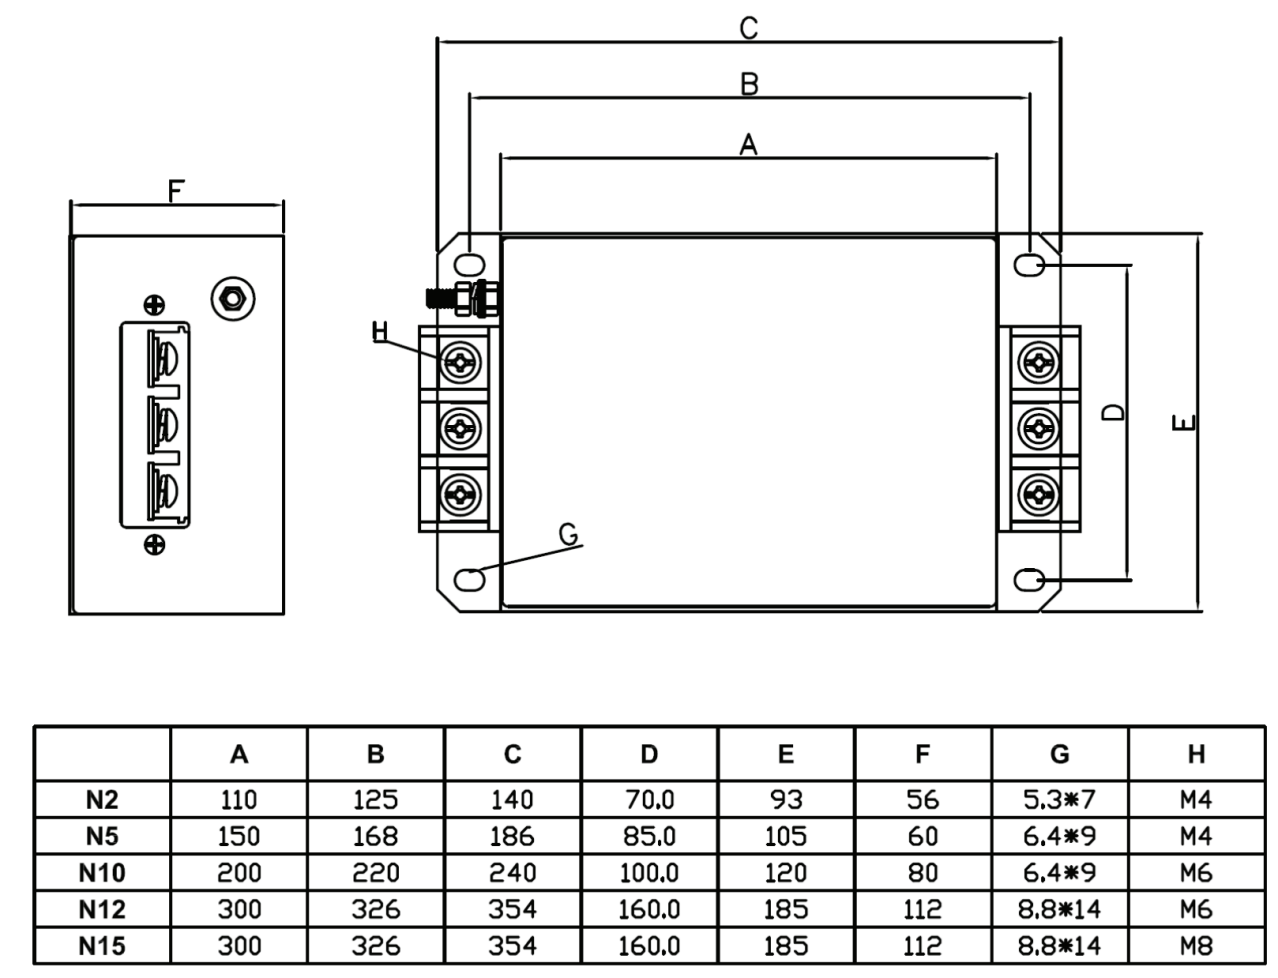 C
B
A
F
H
D
E
G
A B C D E F G H
N2 110 125 140 70.0 93 56 5.3*7 M4
N5 150 168 186 85.0 105 60 6.4*9 M4
N10 200 220 240 100.0 120 80 6.4*9 M6
N12 300 326 354 160.0 185 112 8.8*14 M6
N15 300 326 354 160.0 185 112 8.8*14 M8